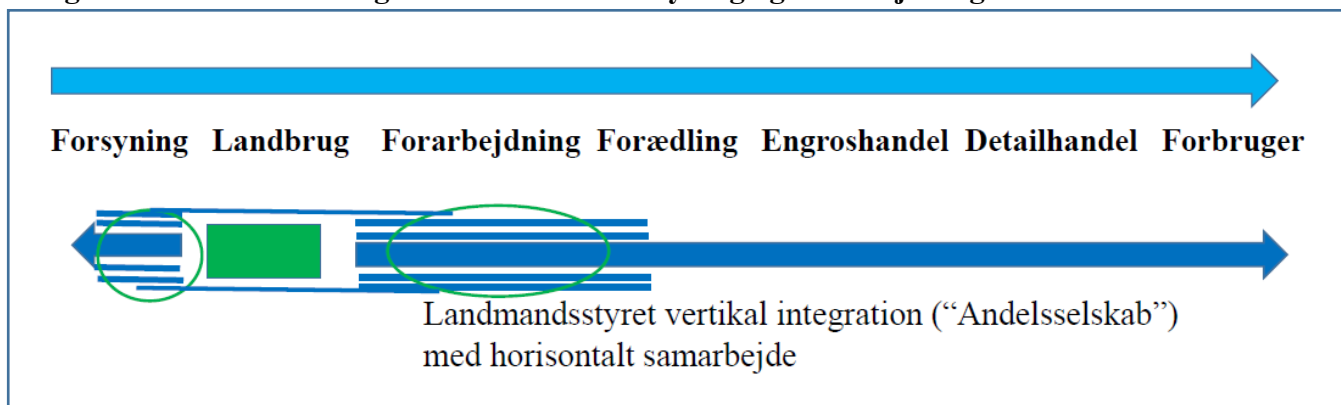 Forsyning Landbrug Forarbejdning Forædling Engroshandel Detailhandel Forbruger
Landmandsstyret vertikal integration (“Andelsselskab”)
med horisontalt samarbejde